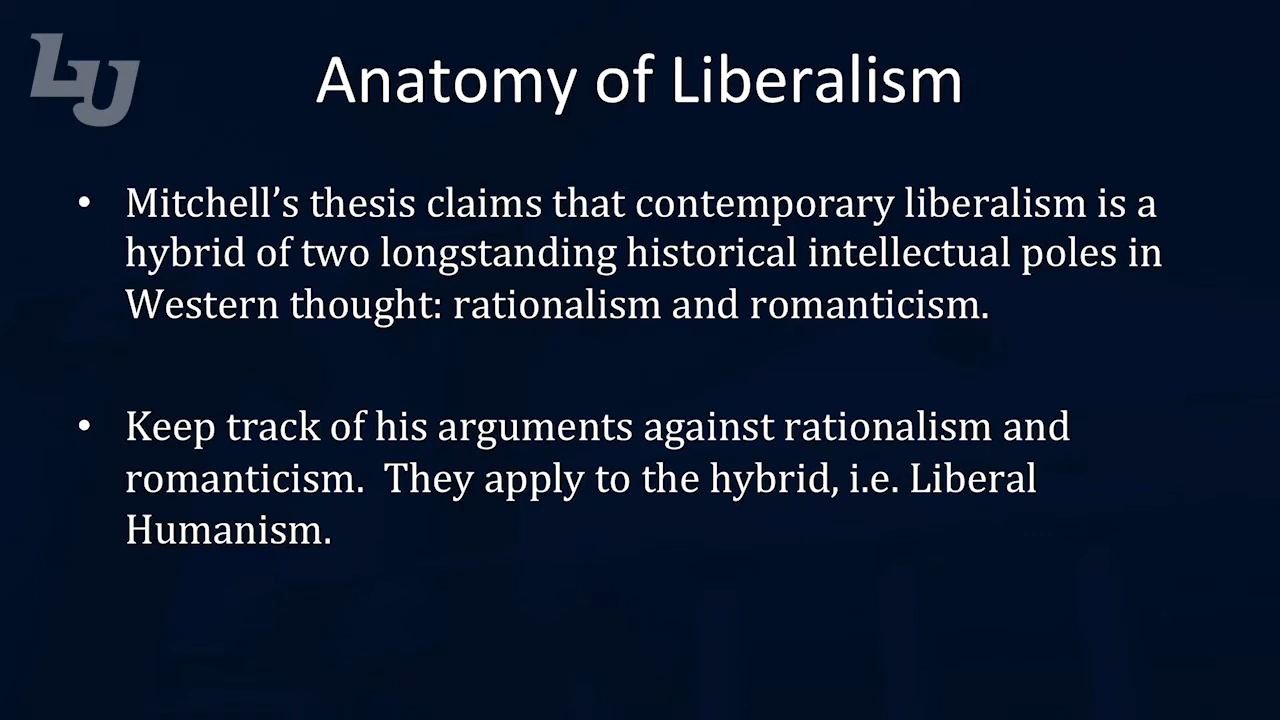 LU
Anatomy of Liberalism
• Mitchell’s thesis claims that contemporary liberalism is a
hybrid of two longstanding historical intellectual poles in
Western thought: rationalism and romanticism.
• Keep track of his arguments against rationalism and
romanticism.  They apply to the hybrid, i.e. Liberal
Humanism.